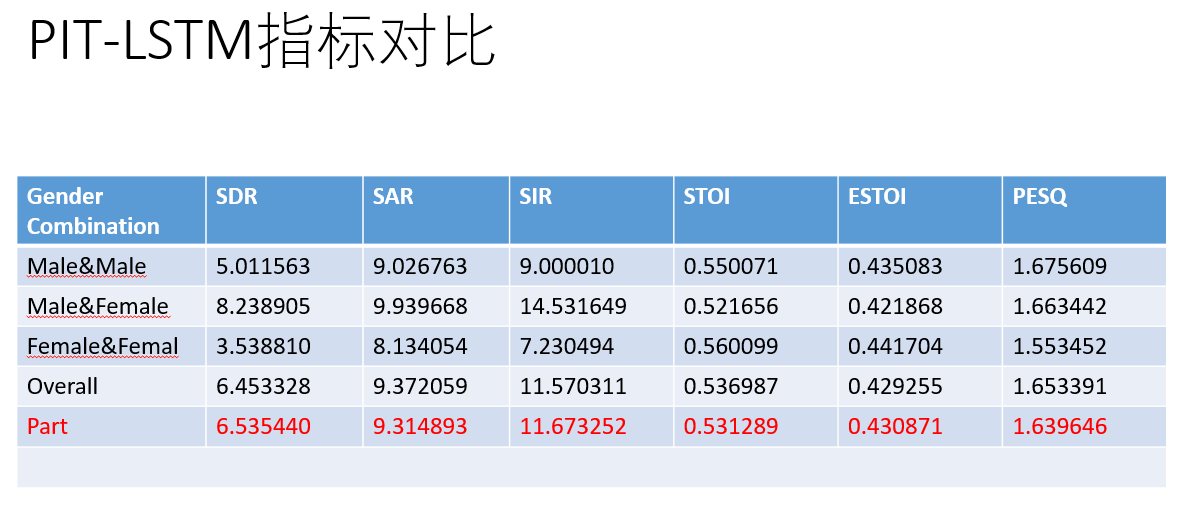 PIT-LSTM指标对比
Gender SDR SAR SIR STOI ESTOI PESQ
Combination
Male&Male 5.011563 9.026763 9.000010 0.550071 0.435083 1.675609
Male&Female 8.238905 9.939668 14.531649 0.521656 0.421868 1.663442
Female&Femal 3.538810 8.134054 7.230494 0.560099 0.441704 1.553452
Overall 6.453328 9.372059 11.570311 0.536987 0.429255 1.653391
Part 6.535440 9.314893 11.673252 0.531289 0.430871 1.639646